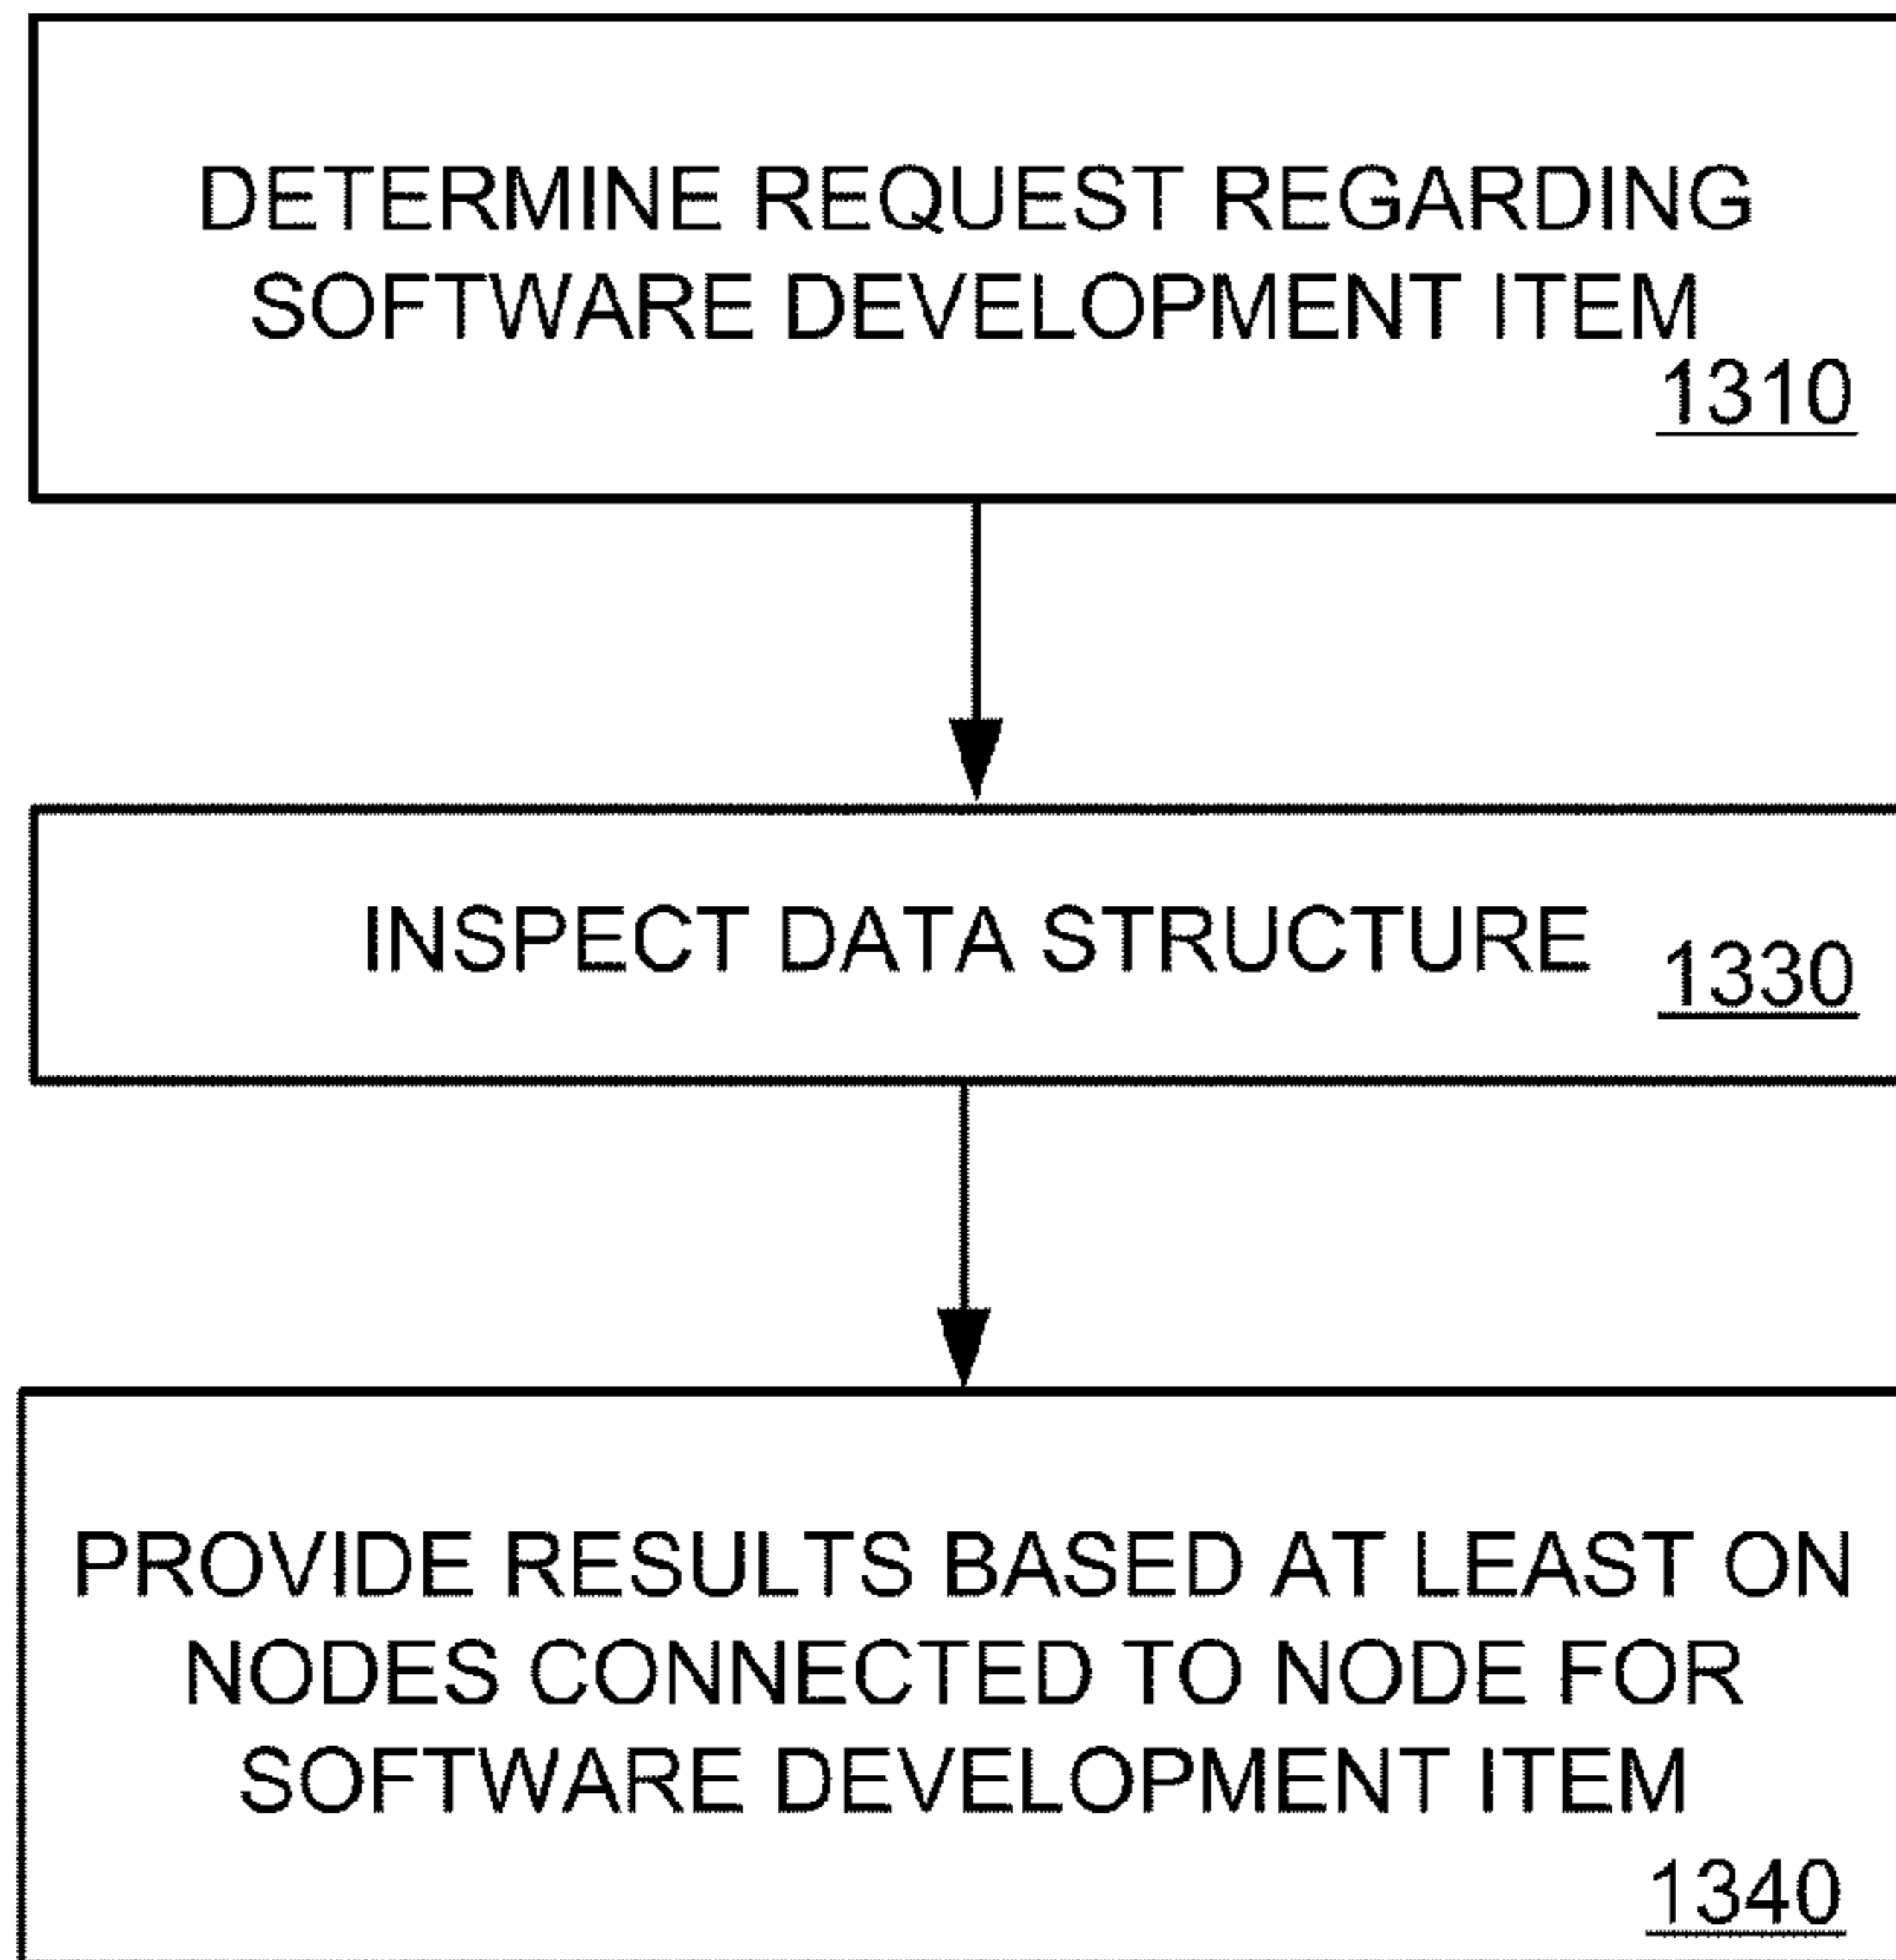 DETERMINE REQUEST REGARDING
SOFTWARE DEVELOPMENT ITEM
1310
INSPECT DATA STRUCTURE
1330
PROVIDE RESULTS BASED AT LEAST ON
NODES CONNECTED TO NODE FOR
SOFTWARE DEVELOPMENT ITEM
1340